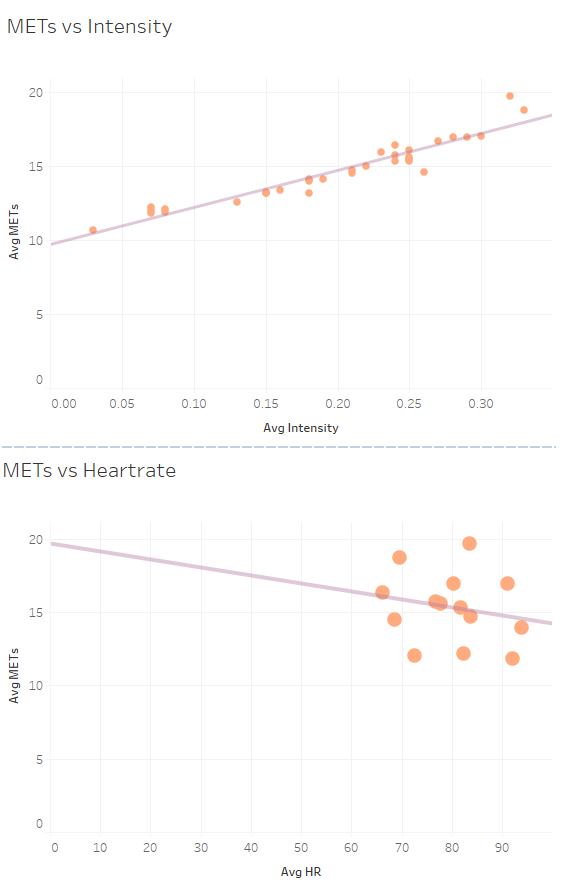 METs vs Intensity
20
15
10
5
0
Avg METs
0.00 0.05 0.10 0.15 0.20 0.25 0.30
Avg Intensity
METs vs Heartrate
20
15
10
5
0
Avg METs
0 10 20 30 40 50 60 70 80 90
Avg HR